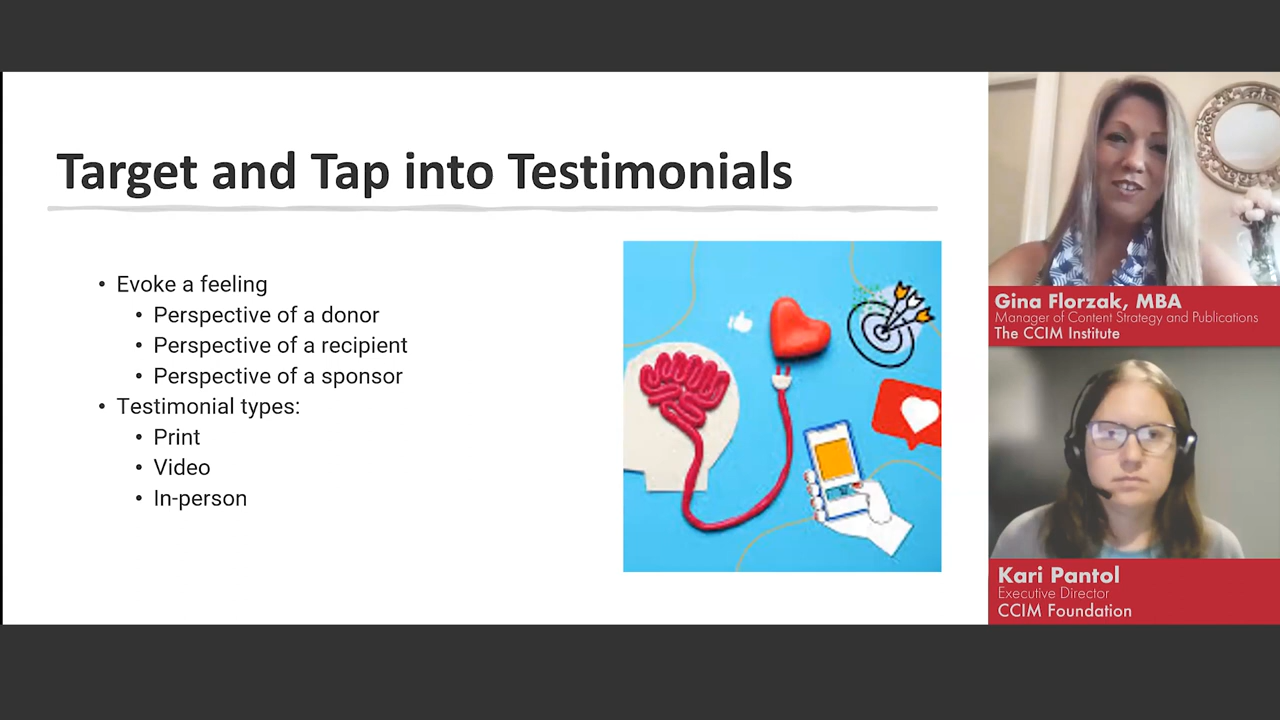 Target and Tap into Testimonials
• Evoke a feeling
• Perspective of a donor
• Perspective of a recipient
• Perspective of a sponsor
• Testimonial types:
• Print
• Video
• In-person
Gina Florzak, MBA
Manager of Content Strategy and Publications
The CCIM Institute
Kari Pantol
Executive Director
CCIM Foundation